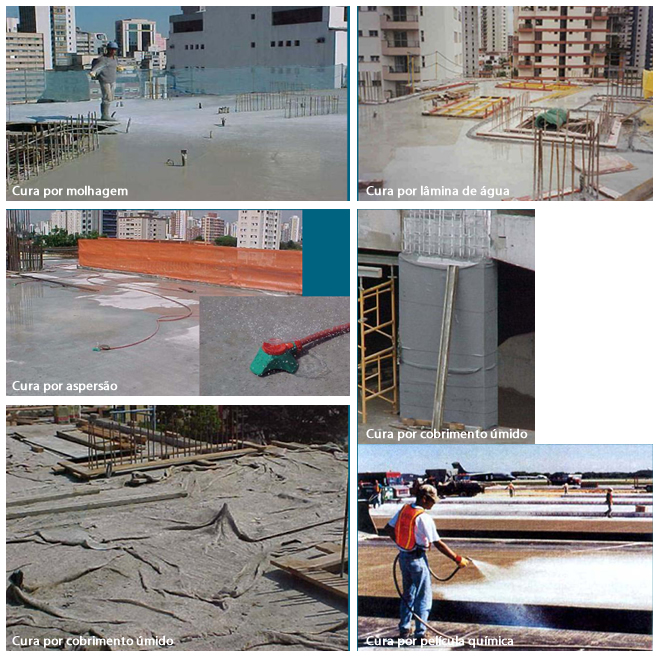 Cura por molhagem
Cura por lâmina de água
Cura por aspersão
Cura por cobrimento úmido
Cura por cobrimento úmido
Cura por película química